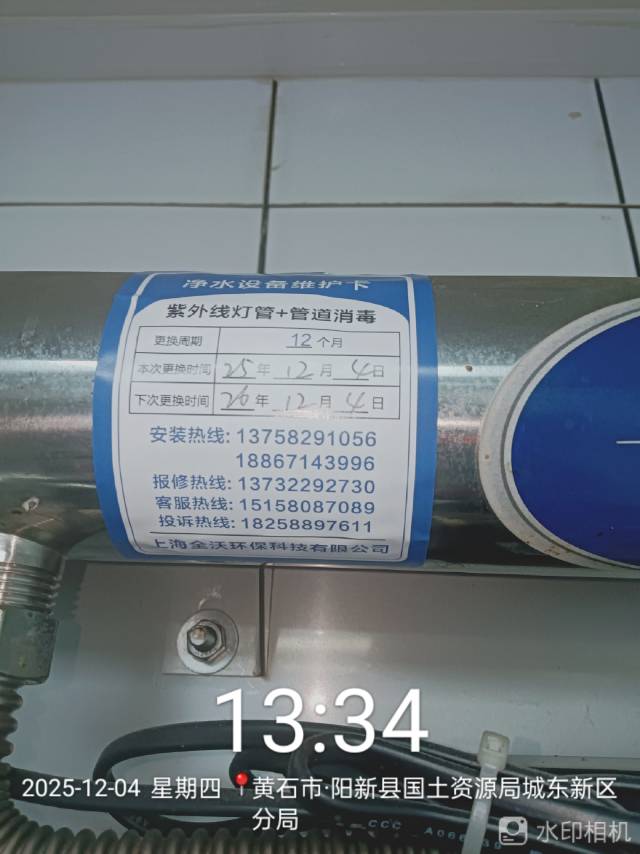 净水设备维护卡
紫外线灯管+管道消毒
更换周期 12个月
本次更换时间 25年 12月 4日
下次更换时间 26年 12月 4日
安装热线: 13758291056
18867143996
报修热线: 13732292730
客服热线: 15158087089
投诉热线: 18258897611
上海全沃环保科技有限公司
13:34
2025-12-04 星期四 黄石市·阳新县国土资源局城东新区
分局
CCC A066
水印相机